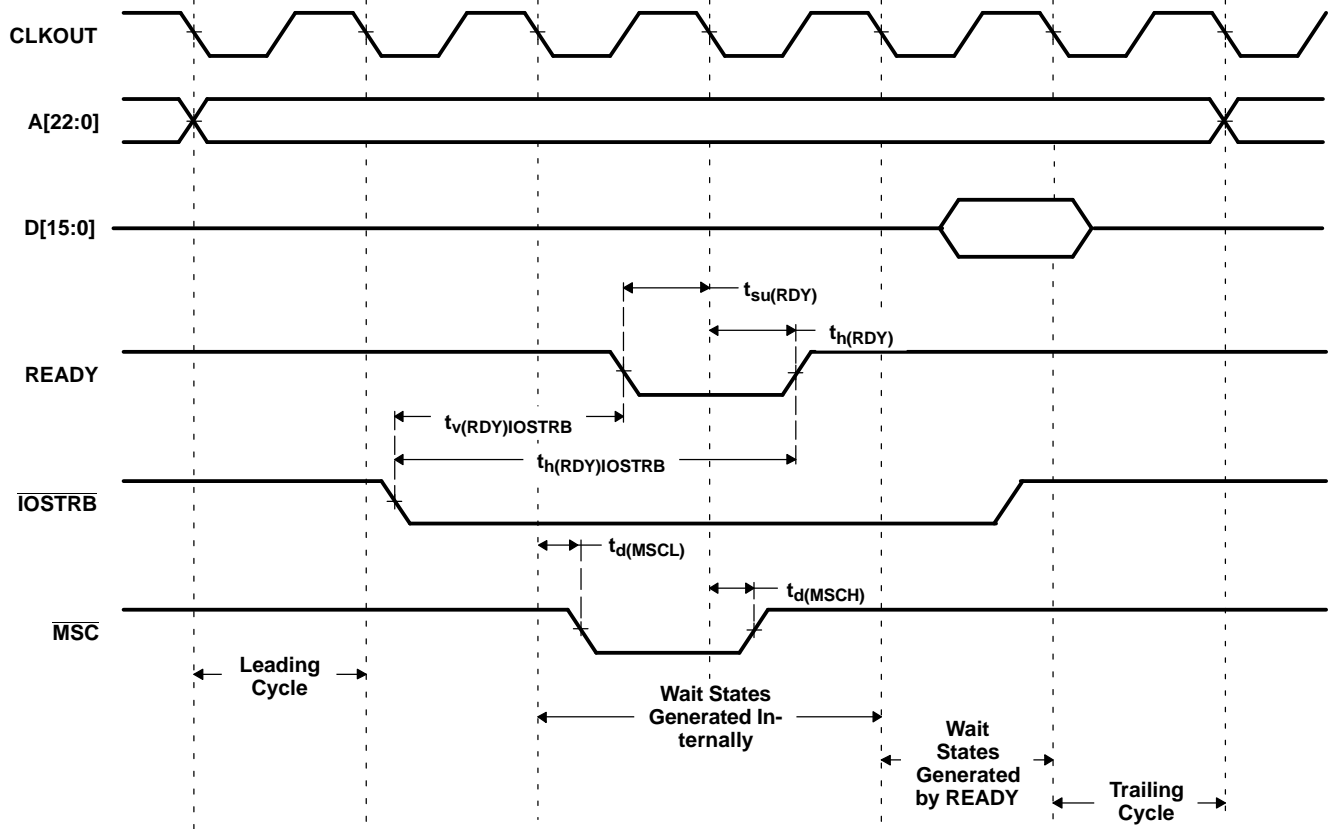 CLKOUT
A[22:0]
D[15:0]
tsu(RDY)
th(RDY)
READY
tv(RDY)IOSTRB
th(RDY)IOSTRB
IOSTRB
td(MSCL)
td(MSCH)
MSC
Leading
Cycle
Wait States
Generated In-
ternally
Wait
States
Generated
by READY
Trailing
Cycle